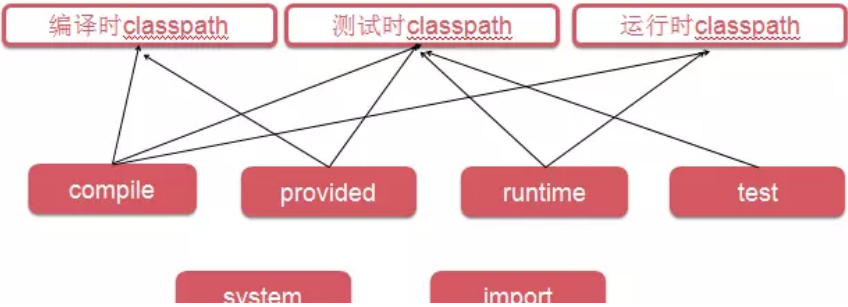 编译时classpath
测试时classpath
运行时classpath
compile
provided
runtime
test
system
import